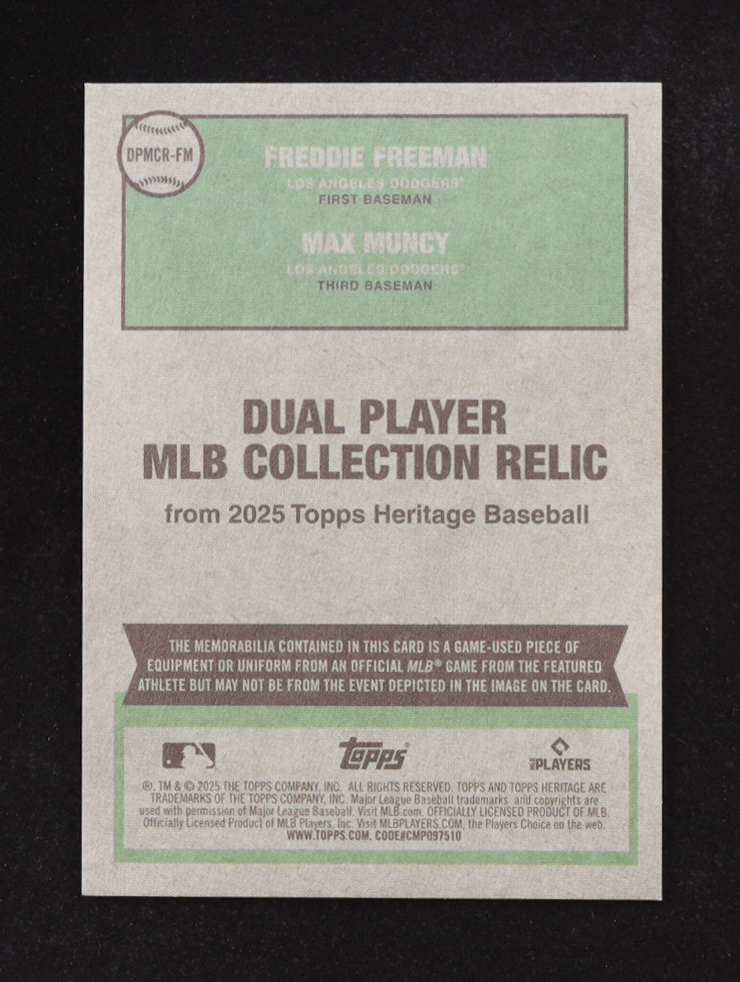 DPMCR-FM
FREDDIE FREEMAN
LOS ANGELES DODGERS®
FIRST BASEMAN
MAX MUNCY
LOS ANGELES DODGERS®
THIRD BASEMAN
DUAL PLAYER
MLB COLLECTION RELIC
from 2025 Topps Heritage Baseball
THE MEMORABILIA CONTAINED IN THIS CARD IS A GAME-USED PIECE OF
EQUIPMENT OR UNIFORM FROM AN OFFICIAL MLB® GAME FROM THE FEATURED
ATHLETE BUT MAY NOT BE FROM THE EVENT DEPICTED IN THE IMAGE ON THE CARD.
topps®
MLB PLAYERS
®, TM & © 2025 THE TOPPS COMPANY, INC. ALL RIGHTS RESERVED. TOPPS AND TOPPS HERITAGE ARE
TRADEMARKS OF THE TOPPS COMPANY, INC. Major League Baseball trademarks and copyrights are
used with permission of Major League Baseball. Visit MLB.com. OFFICIALLY LICENSED PRODUCT OF MLB.
Officially Licensed Product of MLB Players, Inc. Visit MLBPLAYERS.COM, the Players Choice on the web.
WWW.TOPPS.COM. CODE#CMP097510